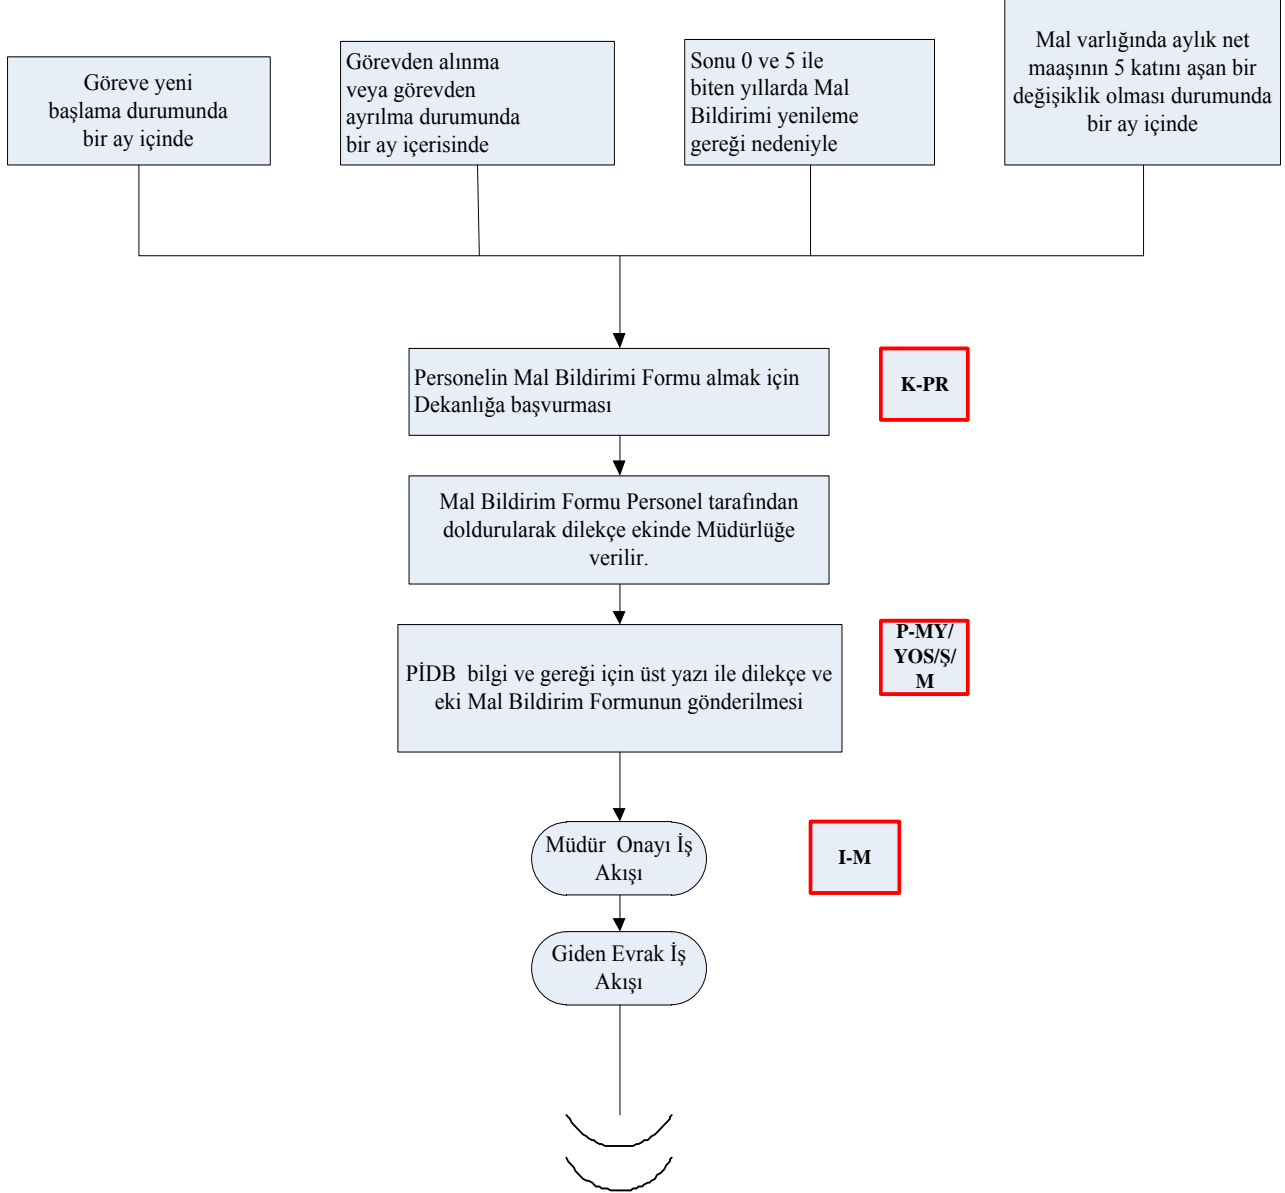 Göreve yeni
başlama durumunda
bir ay içinde
Görevden alınma
veya görevden
ayrılma durumunda
bir ay içerisinde
Sonu 0 ve 5 ile
biten yıllarda Mal
Bildirimi yenileme
gereği nedeniyle
Mal varlığında aylık net
maaşının 5 katını aşan bir
değişiklik olması durumunda
bir ay içinde
Personelin Mal Bildirimi Formu almak için
Dekanlığa başvurması
K-PR
Mal Bildirim Formu Personel tarafından
doldurularak dilekçe ekinde Müdürlüğe
verilir.
PİDB bilgi ve gereği için üst yazı ile dilekçe ve
eki Mal Bildirim Formunun gönderilmesi
P-MY/
YOS/Ş/
M
Müdür Onayı İş
Akışı
I-M
Giden Evrak İş
Akışı